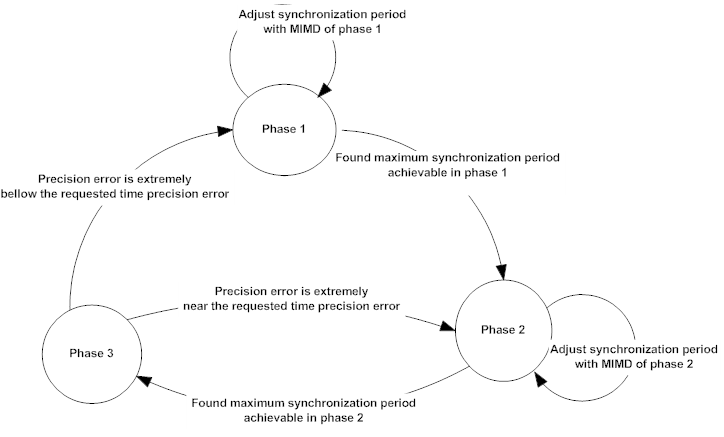 Adjust synchronization period
with MIMD of phase 1
Phase 1
Found maximum synchronization period
achievable in phase 1
Precision error is extremely
bellow the requested time precision error
Precision error is extremely
near the requested time precision error
Phase 2
Phase 3
Adjust synchronization period
with MIMD of phase 2
Found maximum synchronization period
achievable in phase 2